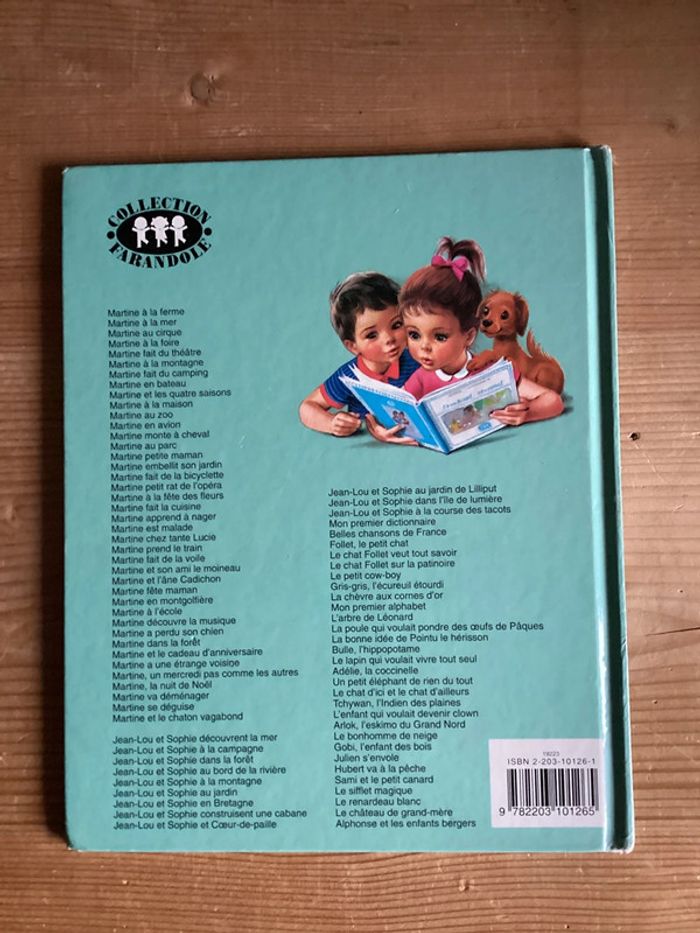 COLLECTION
FARANDOLE
Martine à la ferme
Martine à la mer
Martine au cirque
Martine à la foire
Martine fait du théâtre
Martine à la montagne
Martine fait du camping
Martine en bateau
Martine et les quatre saisons
Martine à la maison
Martine au zoo
Martine en avion
Martine monte à cheval
Martine au parc
Martine petite maman
Martine embellit son jardin
Martine fait de la bicyclette
Martine petit rat de l'opéra
Martine à la fête des fleurs
Martine fait la cuisine
Martine apprend à nager
Martine est malade
Martine chez tante Lucie
Martine prend le train
Martine fait de la voile
Martine et son ami le moineau
Martine et l'âne Cadichon
Martine fête maman
Martine en montgolfière
Martine à l'école
Martine découvre la musique
Martine a perdu son chien
Martine dans la forêt
Martine et le cadeau d'anniversaire
Martine a une étrange voisine
Martine, un mercredi pas comme les autres
Martine, la nuit de Noël
Martine va déménager
Martine se déguise
Martine et le chaton vagabond
Jean-Lou et Sophie découvrent la mer
Jean-Lou et Sophie à la campagne
Jean-Lou et Sophie dans la forêt
Jean-Lou et Sophie au bord de la rivière
Jean-Lou et Sophie à la montagne
Jean-Lou et Sophie au jardin
Jean-Lou et Sophie en Bretagne
Jean-Lou et Sophie construisent une cabane
Jean-Lou et Sophie et Cœur-de-paille
Jean-Lou et Sophie au jardin de Lilliput
Jean-Lou et Sophie dans l'île de lumière
Jean-Lou et Sophie à la course des tacots
Mon premier dictionnaire
Belles chansons de France
Follet, le petit chat
Le chat Follet veut tout savoir
Le chat Follet sur la patinoire
Le petit cow-boy
Gris-gris, l'écureuil étourdi
La chèvre aux cornes d'or
Mon premier alphabet
L'arbre de Léonard
La poule qui voulait pondre des œufs de Pâques
La bonne idée de Pointu le hérisson
Bulle, l'hippopotame
Le lapin qui voulait vivre tout seul
Adélie, la coccinelle
Un petit éléphant de rien du tout
Le chat d'ici et le chat d'ailleurs
Tchywan, l'Indien des plaines
L'enfant qui voulait devenir clown
Arlok, l'eskimo du Grand Nord
Le bonhomme de neige
Gobi, l'enfant des bois
Julien s'envole
Hubert va à la pêche
Sami et le petit canard
Le sifflet magique
Le renardeau blanc
Le château de grand-mère
Alphonse et les enfants bergers
19223
ISBN 2-203-10126-1
9 782203 101265